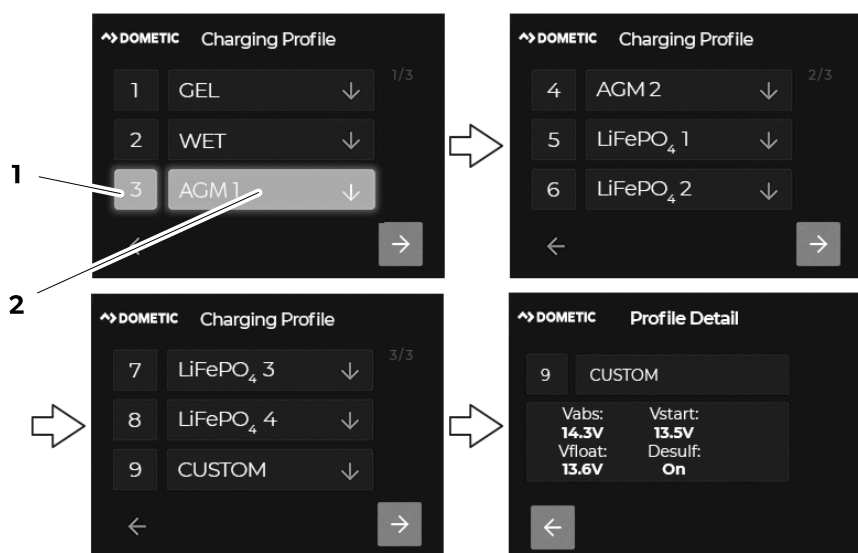 DOMETIC Charging Profile
1/3
1 GEL
2 WET
3 AGM 1
1
2
DOMETIC Charging Profile
2/3
4 AGM 2
5 LiFePO₄ 1
6 LiFePO₄ 2
DOMETIC Charging Profile
3/3
7 LiFePO₄ 3
8 LiFePO₄ 4
9 CUSTOM
DOMETIC Profile Detail
9 CUSTOM
Vabs: Vstart:
14.3V 13.5V
Vfloat: Desulf:
13.6V On